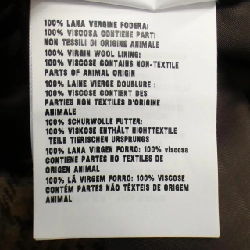 100% LANA VERGINE FODERA:
100% VISCOSA CONTIENE PARTI
NON TESSILI DI ORIGINE ANIMALE
100% VIRGIN WOOL LINING:
100% VISCOSE CONTAINS NON-TEXTILE
PARTS OF ANIMAL ORIGIN
100% LAINE VIERGE DOUBLURE :
100% VISCOSE CONTIENT DES
PARTIES NON TEXTILES D'ORIGINE
ANIMALE
100% SCHURWOLLE FUTTER:
100% VISKOSE ENTHÄLT NICHTTEXTILE
TEILE TIERISCHEN URSPRUNGS
100% LANA VIRGEN FORRO: 100% viscosa
CONTIENE PARTES NO TEXTILES DE
ORIGEN ANIMAL
100% LÃ VIRGEM FORRO: 100% VISCOSE
CONTÉM PARTES NÃO TÊXTEIS DE ORIGEM
ANIMAL